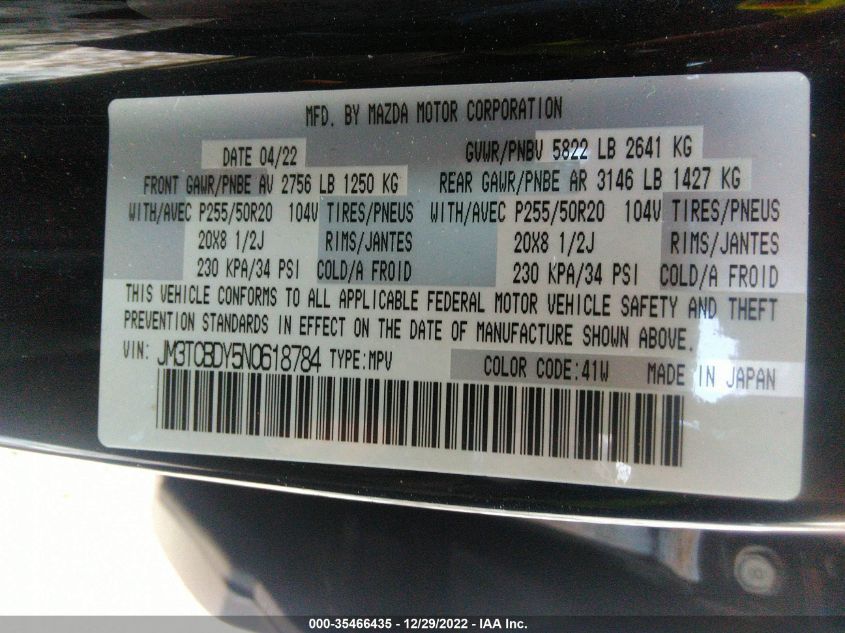 MFD. BY MAZDA MOTOR CORPORATION
DATE 04/22 GVWR/PNBV 5822 LB 2641 KG
FRONT GAWR/PNBE AV 2756 LB 1250 KG REAR GAWR/PNBE AR 3146 LB 1427 KG
WITH/AVEC P255/50R20 104V TIRES/PNEUS WITH/AVEC P255/50R20 104V TIRES/PNEUS
20X8 1/2J RIMS/JANTES 20X8 1/2J RIMS/JANTES
230 KPA/34 PSI COLD/A FROID 230 KPA/34 PSI COLD/A FROID
THIS VEHICLE CONFORMS TO ALL APPLICABLE FEDERAL MOTOR VEHICLE SAFETY AND THEFT
PREVENTION STANDARDS IN EFFECT ON THE DATE OF MANUFACTURE SHOWN ABOVE.
VIN: JM3TCBDY5N0618784 TYPE:MPV COLOR CODE:41W MADE IN JAPAN
000-35466435 - 12/29/2022 - IAA Inc.